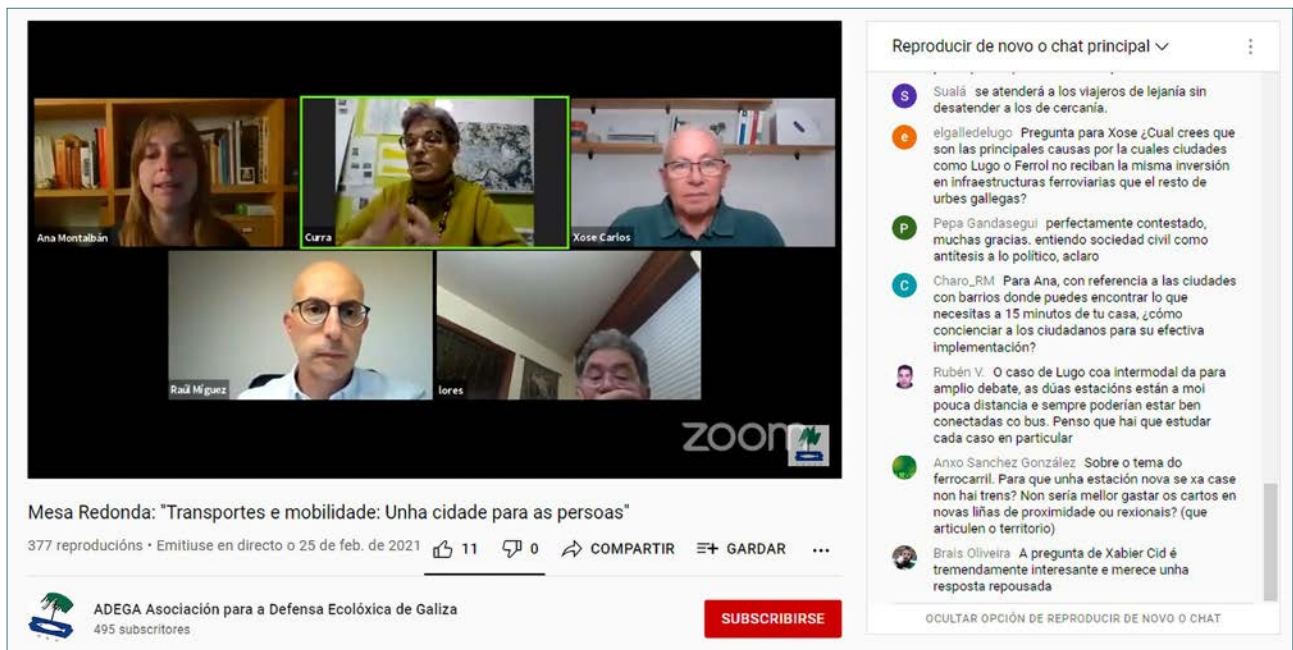 Ana Montalbán
Curra
Xose Carlos
Raúl Míguez
lores
zoom
Mesa Redonda: "Transportes e mobilidade: Unha cidade para as persoas"
377 reproducións • Emitiuse en directo o 25 de feb. de 2021
11
0
COMPARTIR
GARDAR
...
ADEGA Asociación para a Defensa Ecolóxica de Galiza
495 subscritores
SUBSCRIBIRSE
Reproducir de novo o chat principal
S
Sualá se atenderá a los viajeros de lejanía sin
desatender a los de cercanía.
e
elgalledelugo Pregunta para Xose ¿Cual crees que
son las principales causas por la cuales ciudades
como Lugo o Ferrol no reciban la misma inversión
en infraestructuras ferroviarias que el resto de
urbes gallegas?
P
Pepa Gandasegui perfectamente contestado,
muchas gracias. entiendo sociedad civil como
antítesis a lo político, aclaro
C
Charo_RM Para Ana, con referencia a las ciudades
con barrios donde puedes encontrar lo que
necesitas a 15 minutos de tu casa, ¿cómo
concienciar a los ciudadanos para su efectiva
implementación?
Rubén V. O caso de Lugo coa intermodal da para
amplio debate, as dúas estacións están a moi
pouca distancia e sempre poderían estar ben
conectadas co bus. Penso que hai que estudar
cada caso en particular
Anxo Sanchez González Sobre o tema do
ferrocarril. Para que unha estación nova se xa case
non hai trens? Non sería mellor gastar os cartos en
novas liñas de proximidade ou rexionais? (que
articulen o territorio)
Brais Oliveira A pregunta de Xabier Cid é
tremendamente interesante e merece unha
resposta repousada
OCULTAR OPCIÓN DE REPRODUCIR DE NOVO O CHAT